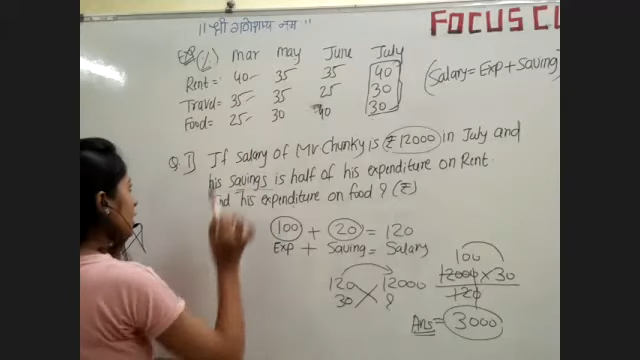 ॥ श्री गणेशाय नमः ॥
FOCUS CL
Exp (%) Mar May June July
Rent = 40 35 35 40
Travel = 35 35 25 30
Food = 25 30 40 30
(Salary = Exp + Saving
Q.1] If salary of Mr Chunky is ₹12000 in July and
his savings is half of his expenditure on Rent.
his expenditure on food? (₹)
100 + 20 = 120
Exp + Saving = Salary
120 12000
30 ?
100
12000 × 30
120
Ans = 3000